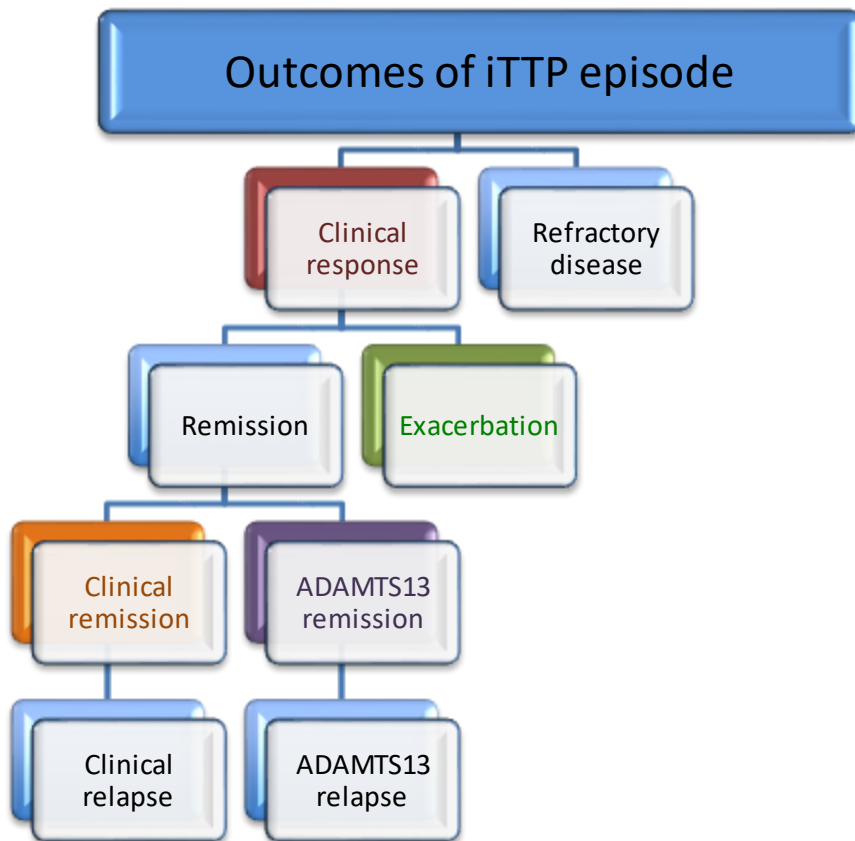 Outcomes of iTTP episode
Clinical
response
Refractory
disease
Remission
Exacerbation
Clinical
remission
ADAMTS13
remission
Clinical
relapse
ADAMTS13
relapse